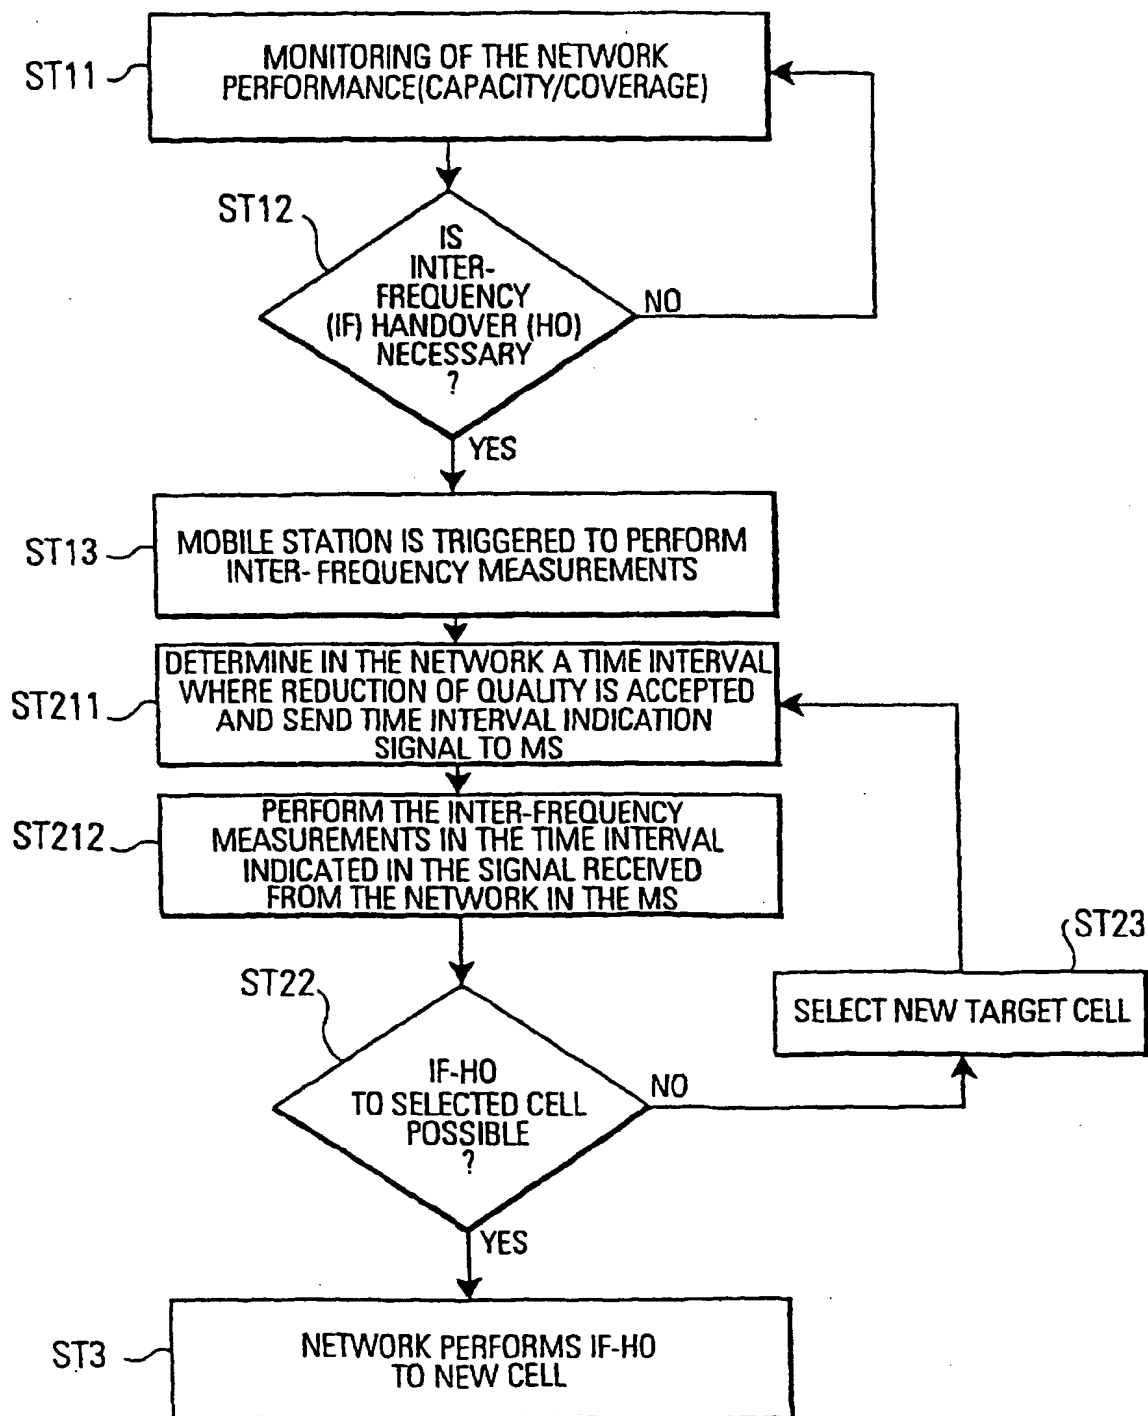 ST11
MONITORING OF THE NETWORK
PERFORMANCE(CAPACITY/COVERAGE)
ST12
IS
INTER-
FREQUENCY
(IF) HANDOVER (HO)
NECESSARY
?
NO
YES
ST13
MOBILE STATION IS TRIGGERED TO PERFORM
INTER- FREQUENCY MEASUREMENTS
ST211
DETERMINE IN THE NETWORK A TIME INTERVAL
WHERE REDUCTION OF QUALITY IS ACCEPTED
AND SEND TIME INTERVAL INDICATION
SIGNAL TO MS
ST212
PERFORM THE INTER-FREQUENCY
MEASUREMENTS IN THE TIME INTERVAL
INDICATED IN THE SIGNAL RECEIVED
FROM THE NETWORK IN THE MS
ST23
SELECT NEW TARGET CELL
ST22
IF-HO
TO SELECTED CELL
POSSIBLE
?
NO
YES
ST3
NETWORK PERFORMS IF-HO
TO NEW CELL